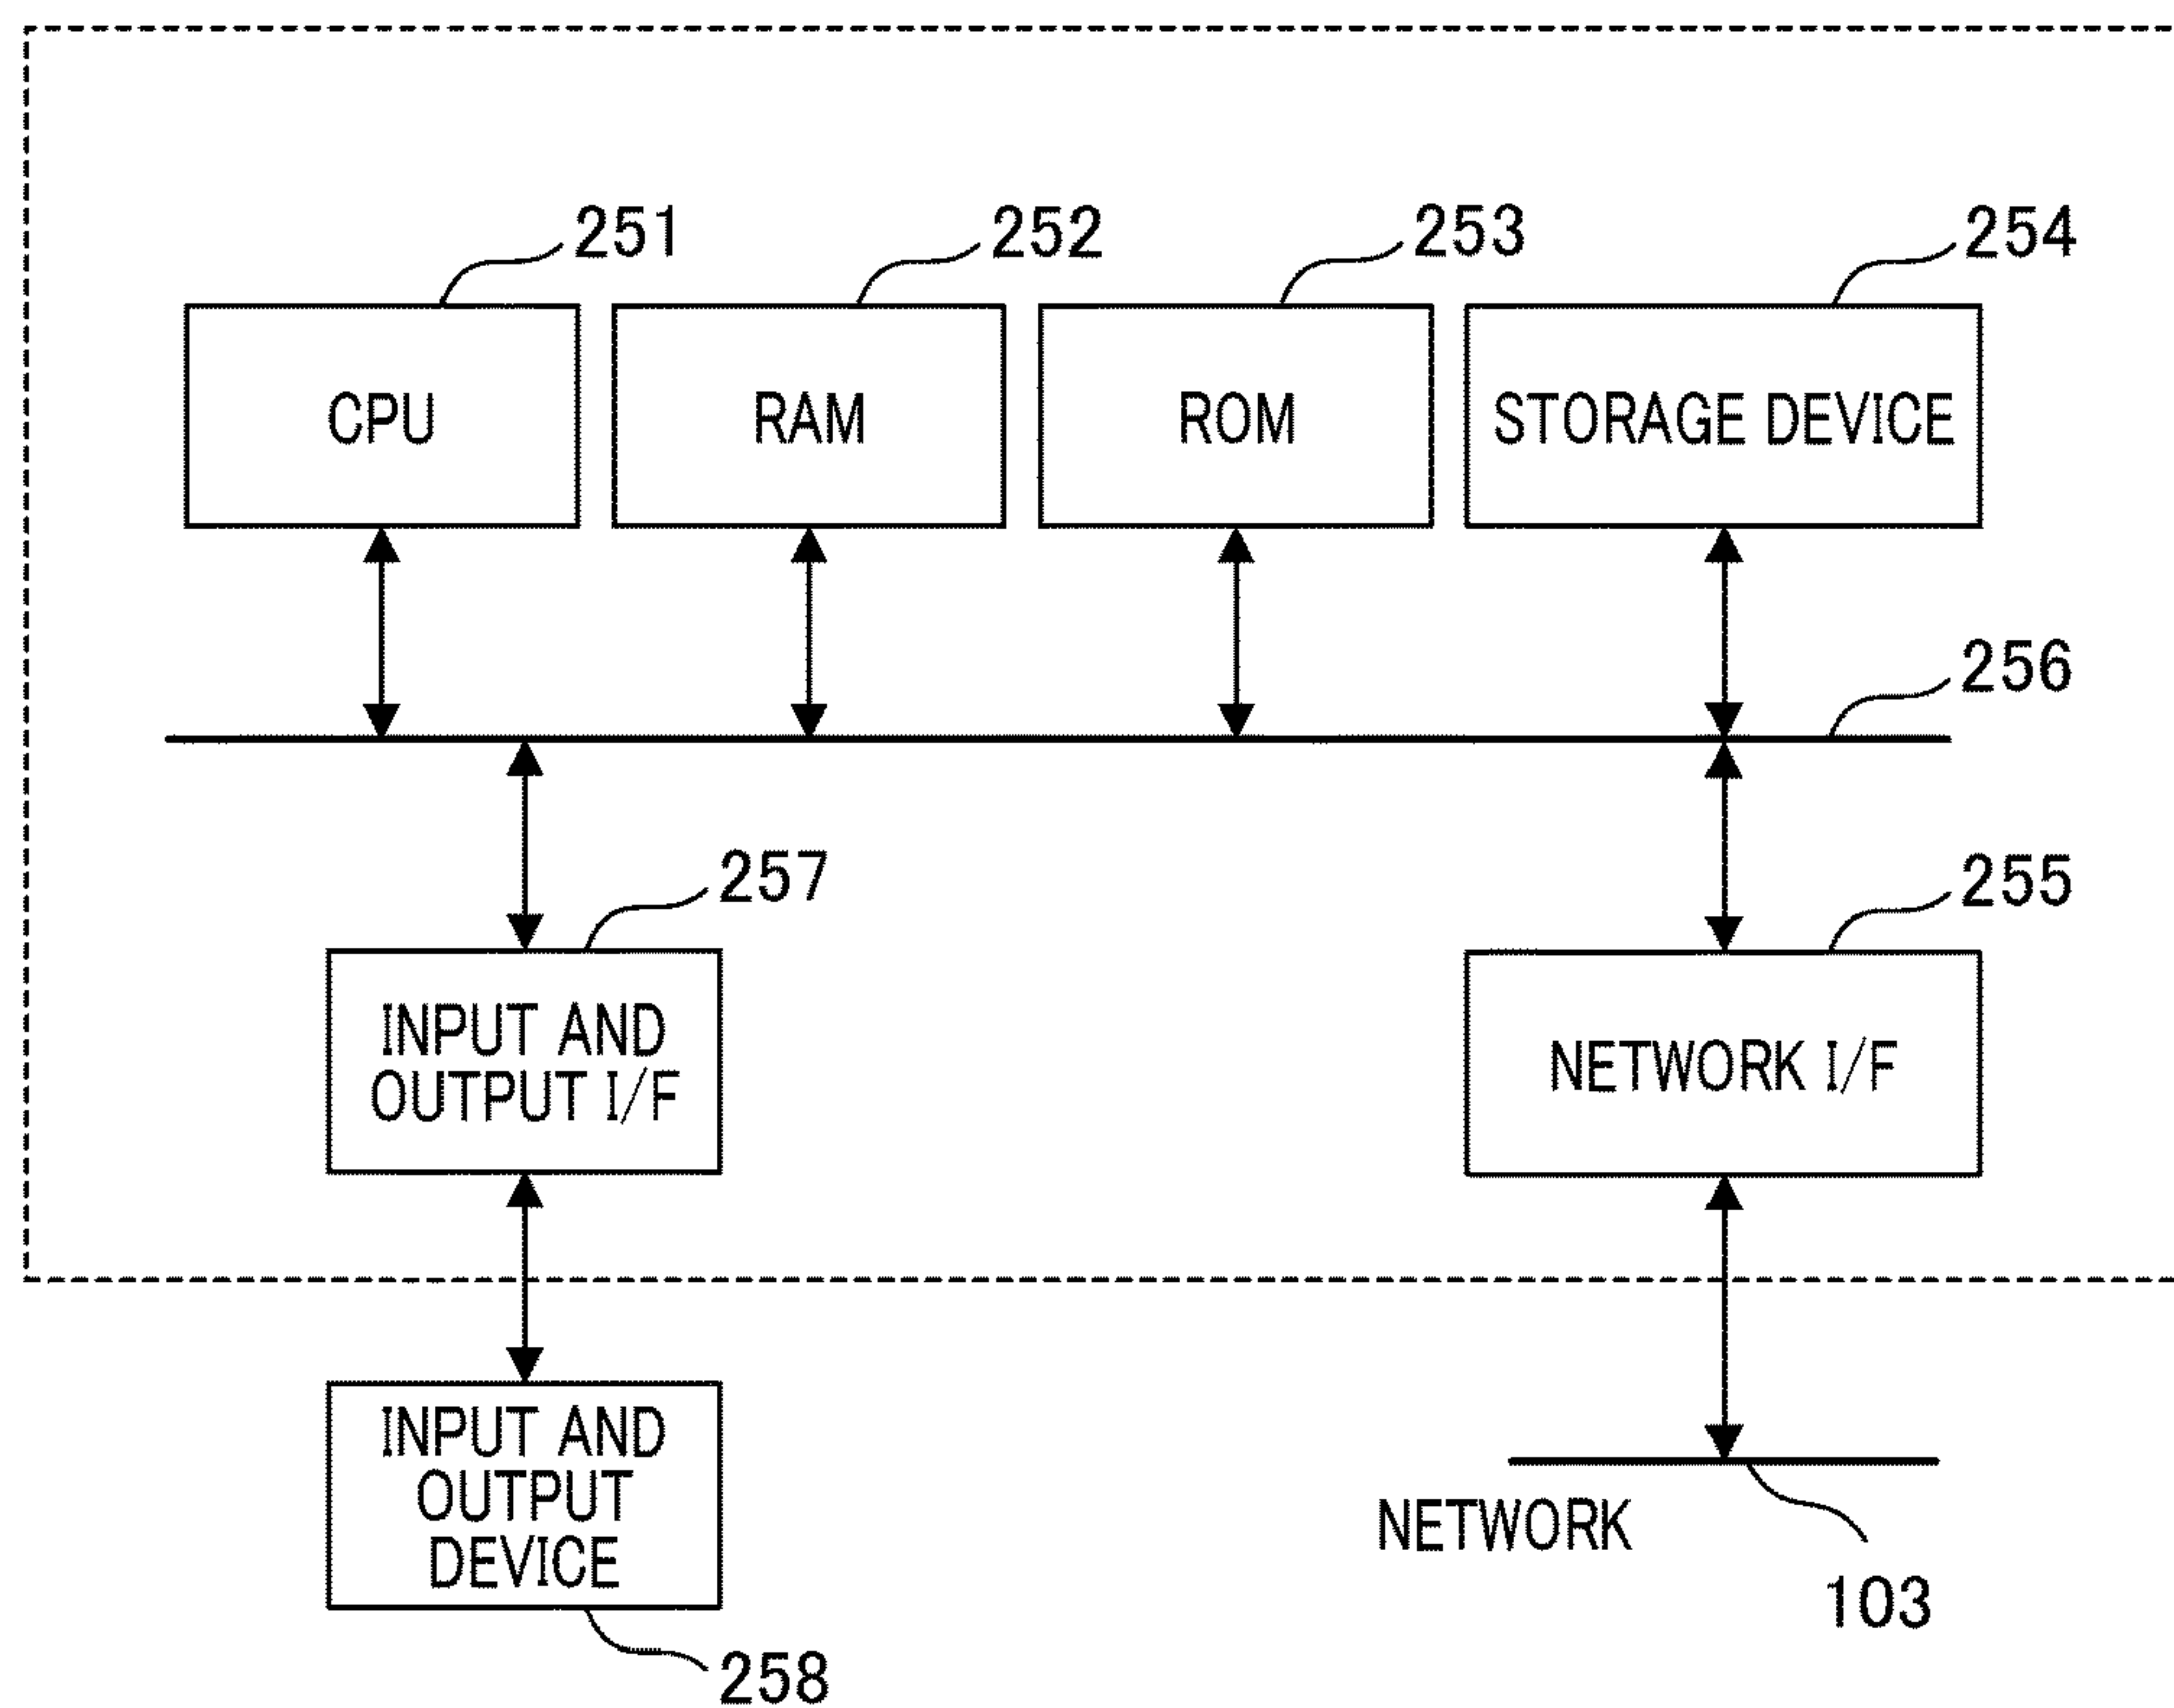 251
252
253
254
CPU
RAM
ROM
STORAGE DEVICE
256
257
255
INPUT AND
OUTPUT I/F
NETWORK I/F
INPUT AND
OUTPUT
DEVICE
NETWORK
103
258